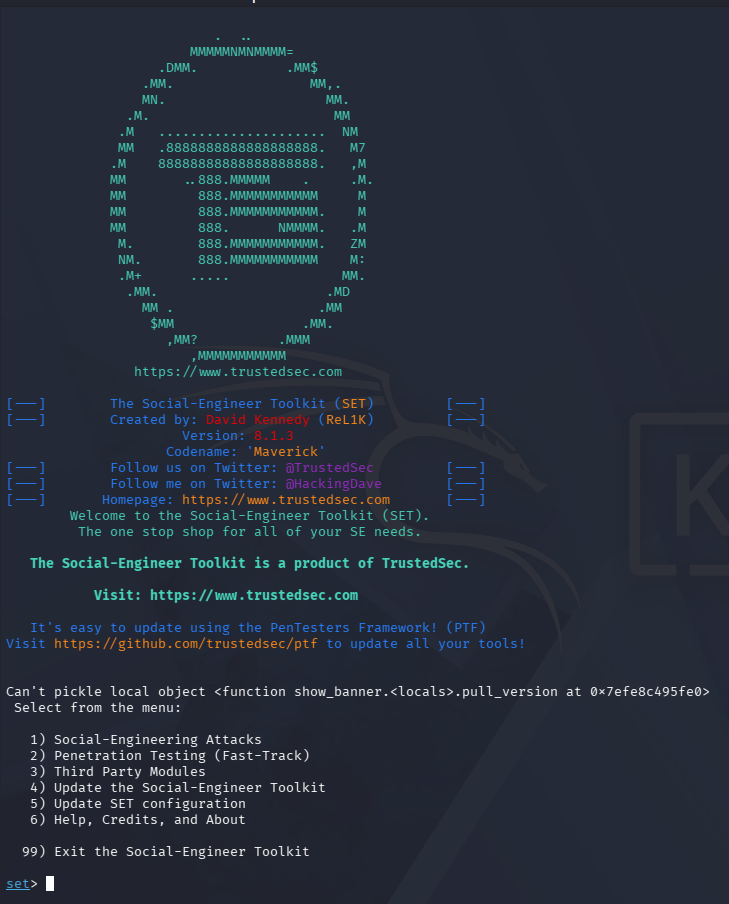 . ..
MMMMMNMNMMMM=
.DMM. .MM$
.MM. MM,.
MN. MM.
.M. MM
.M ..................... NM
MM .8888888888888888888. M7
.M 88888888888888888888. ,M
MM ..888.MMMMM . .M.
MM 888.MMMMMMMMMMM M
MM 888.MMMMMMMMMMM. M
MM 888. NMMMM. .M
M. 888.MMMMMMMMMMM. ZM
NM. 888.MMMMMMMMMMM M:
.M+ ..... MM.
.MM. .MD
MM . .MM
$MM .MM.
,MM? .MMM
,MMMMMMMMMMM
https://www.trustedsec.com
[---] The Social-Engineer Toolkit (SET) [---]
[---] Created by: David Kennedy (ReL1K) [---]
Version: 8.1.3
Codename: 'Maverick'
[---] Follow us on Twitter: @TrustedSec [---]
[---] Follow me on Twitter: @HackingDave [---]
[---] Homepage: https://www.trustedsec.com [---]
Welcome to the Social-Engineer Toolkit (SET).
The one stop shop for all of your SE needs.
The Social-Engineer Toolkit is a product of TrustedSec.
Visit: https://www.trustedsec.com
It's easy to update using the PenTesters Framework! (PTF)
Visit https://github.com/trustedsec/ptf to update all your tools!
Can't pickle local object <function show_banner.<locals>.pull_version at 0x7efe8c495fe0>
Select from the menu:
1) Social-Engineering Attacks
2) Penetration Testing (Fast-Track)
3) Third Party Modules
4) Update the Social-Engineer Toolkit
5) Update SET configuration
6) Help, Credits, and About
99) Exit the Social-Engineer Toolkit
set>